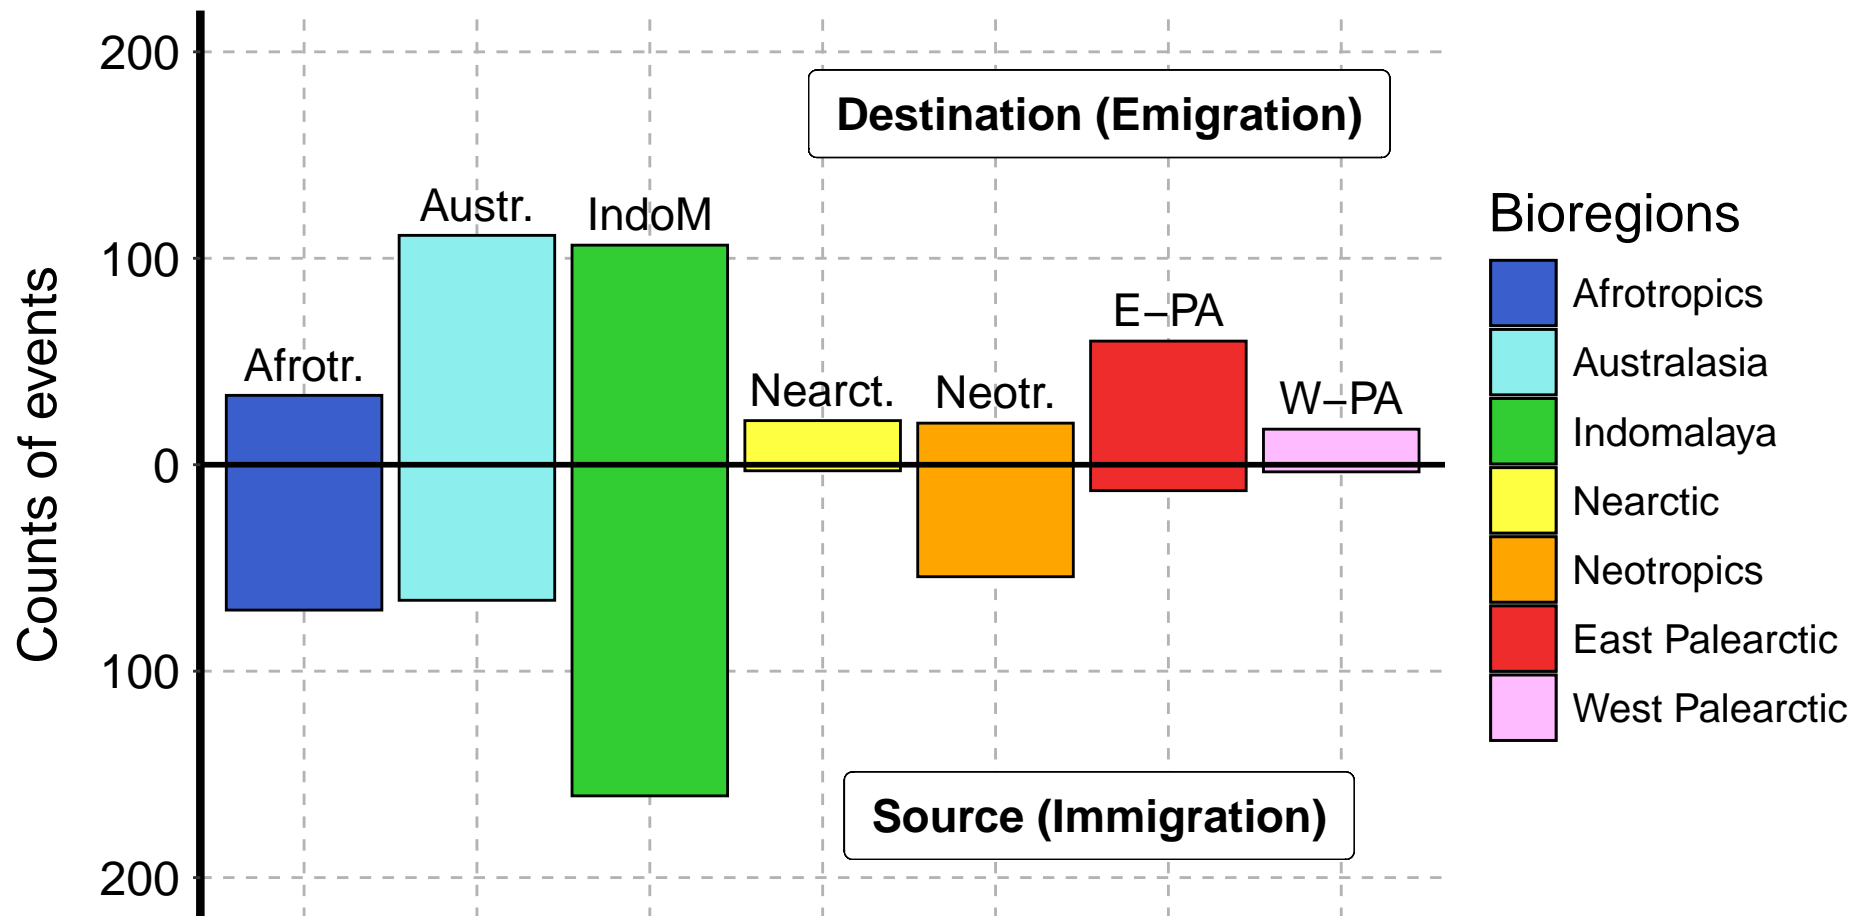 200
Destination (Emigration)
Austr.
IndoM
Bioregions
100
Afrotropics
E−PA
Australasia
Afrotr.
Nearct.
Neotr.
W−PA
Indomalaya
0
Nearctic
Counts of events
Neotropics
East Palearctic
100
West Palearctic
Source (Immigration)
200